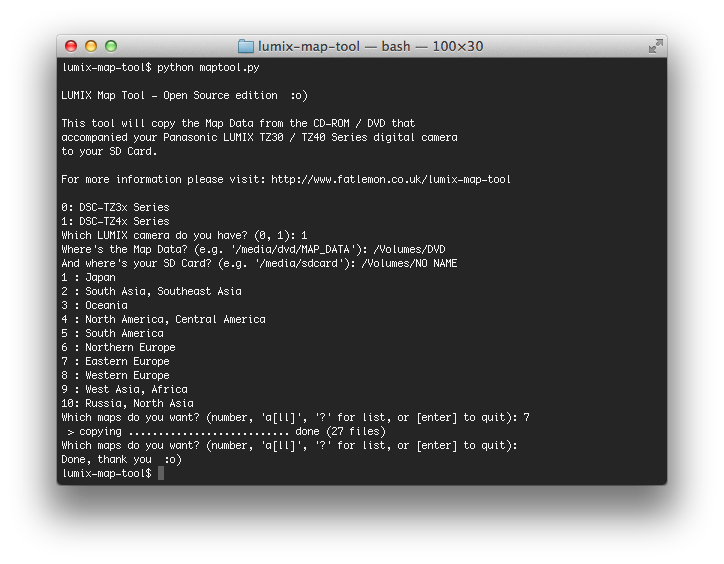 lumix-map-tool — bash — 100×30
lumix-map-tool$ python maptool.py
LUMIX Map Tool - Open Source edition  :o)
This tool will copy the Map Data from the CD-ROM / DVD that
accompanied your Panasonic LUMIX TZ30 / TZ40 Series digital camera
to your SD Card.
For more information please visit: http://www.fatlemon.co.uk/lumix-map-tool
0: DSC-TZ3x Series
1: DSC-TZ4x Series
Which LUMIX camera do you have? (0, 1): 1
Where's the Map Data? (e.g. '/media/dvd/MAP_DATA'): /Volumes/DVD
And where's your SD Card? (e.g. '/media/sdcard'): /Volumes/NO NAME
1 : Japan
2 : South Asia, Southeast Asia
3 : Oceania
4 : North America, Central America
5 : South America
6 : Northern Europe
7 : Eastern Europe
8 : Western Europe
9 : West Asia, Africa
10: Russia, North Asia
Which maps do you want? (number, 'a[ll]', '?' for list, or [enter] to quit): 7
 > copying ........................... done (27 files)
Which maps do you want? (number, 'a[ll]', '?' for list, or [enter] to quit):
Done, thank you  :o)
lumix-map-tool$